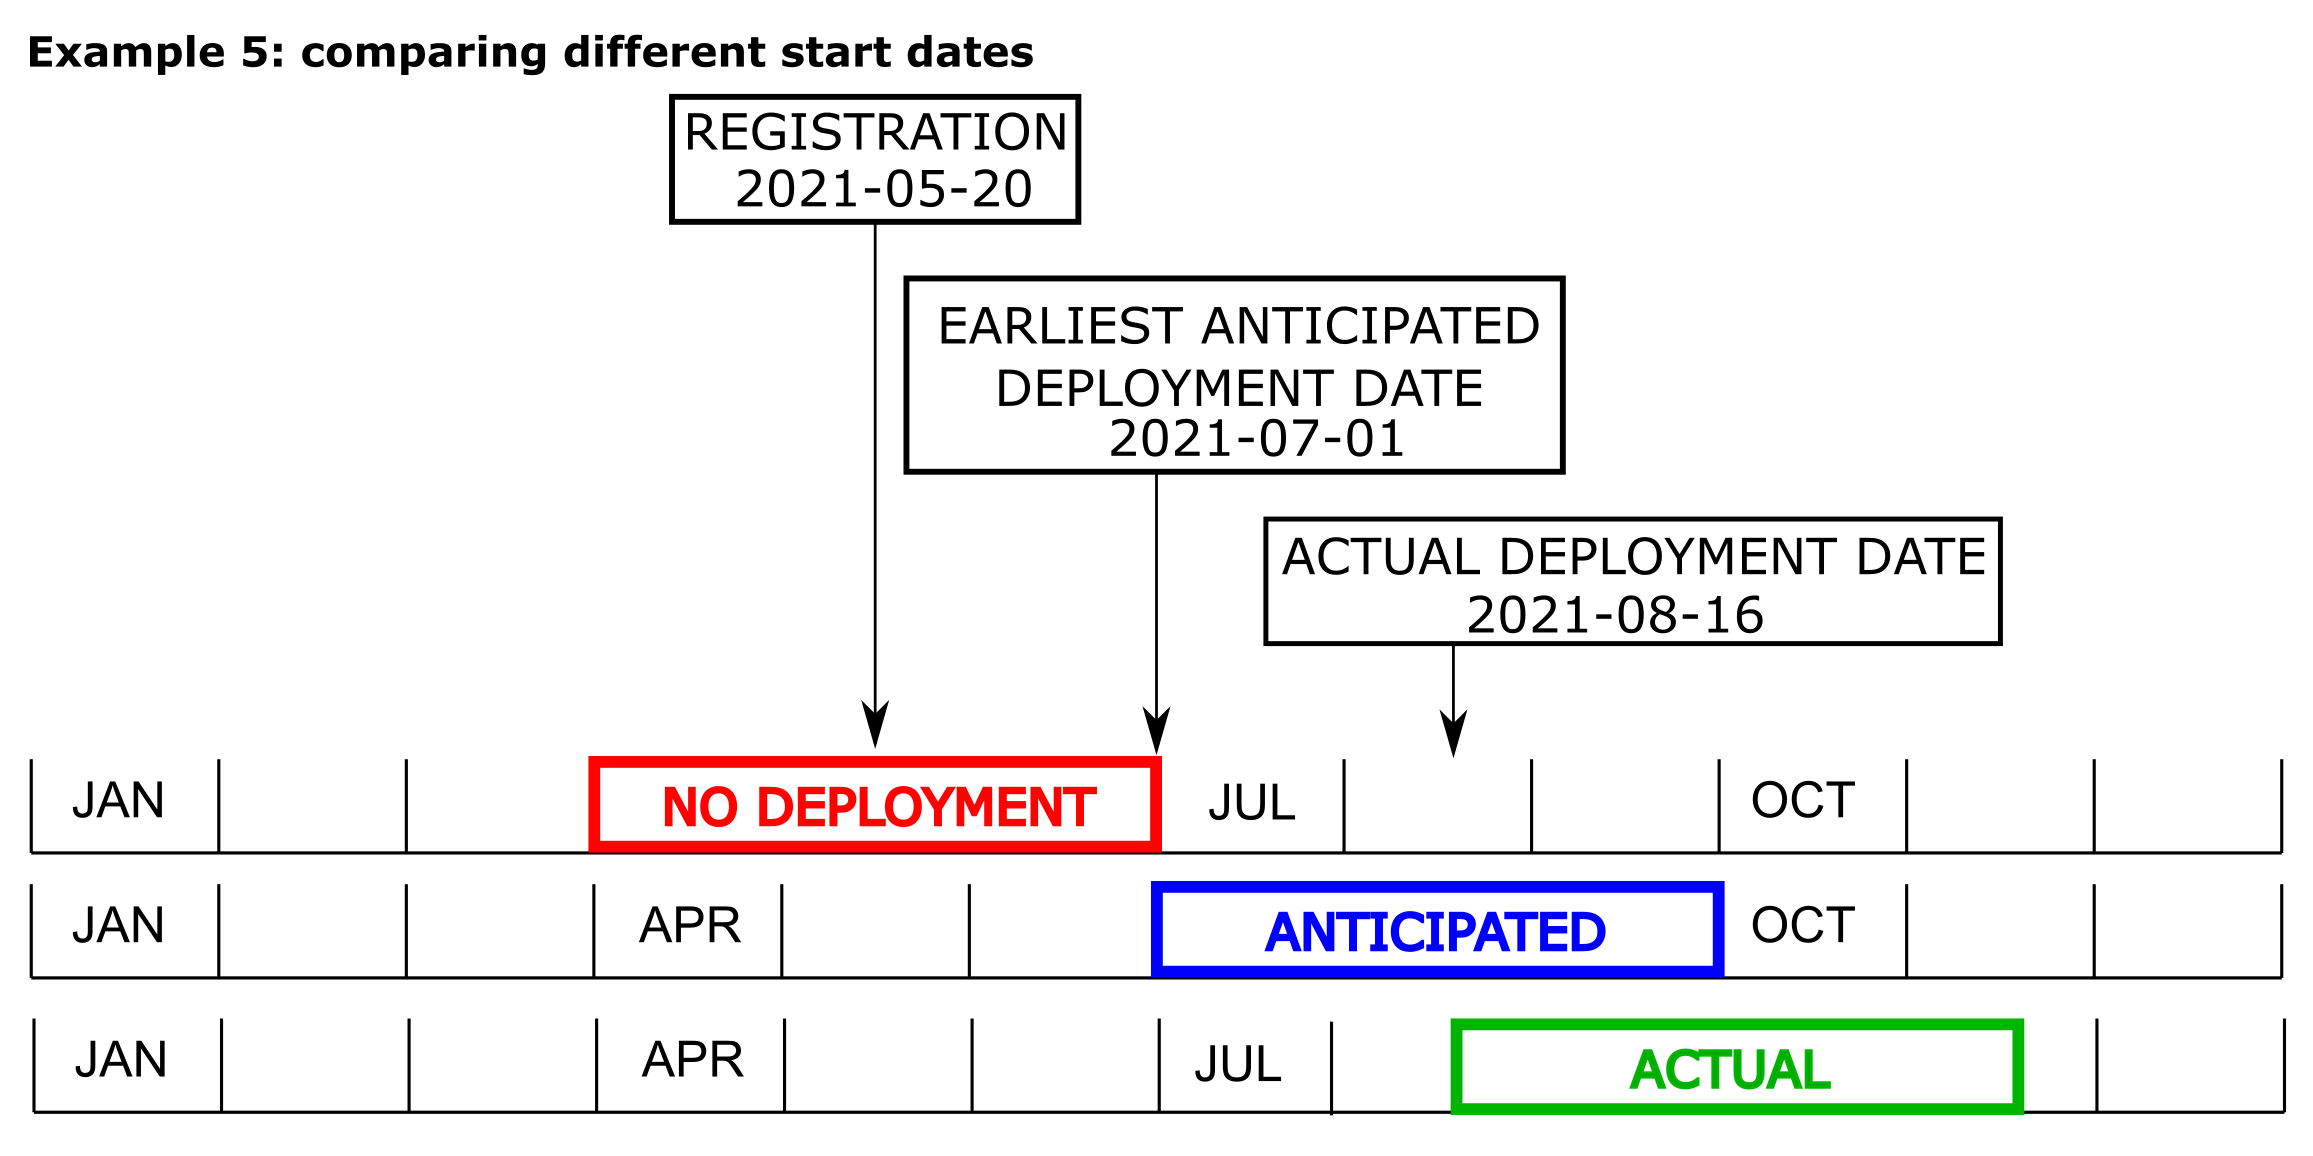 Example 5: comparing different start dates
REGISTRATION
2021-05-20
EARLIEST ANTICIPATED
DEPLOYMENT DATE
2021-07-01
ACTUAL DEPLOYMENT DATE
2021-08-16
JAN NO DEPLOYMENT JUL OCT
JAN APR ANTICIPATED OCT
JAN APR JUL ACTUAL